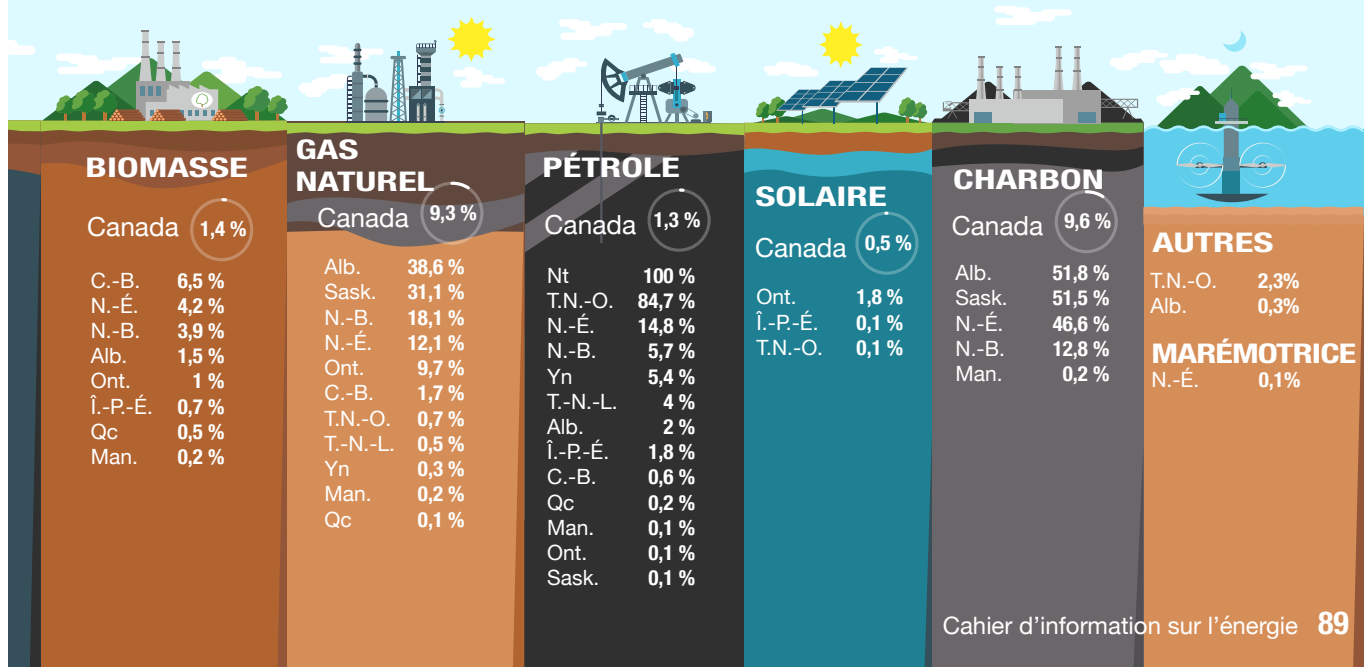 BIOMASSE
Canada 1,4 %
C.-B. 6,5 %
N.-É. 4,2 %
N.-B. 3,9 %
Alb. 1,5 %
Ont. 1 %
Î.-P.-É. 0,7 %
Qc 0,5 %
Man. 0,2 %
GAS
NATUREL
Canada 9,3 %
Alb. 38,6 %
Sask. 31,1 %
N.-B. 18,1 %
N.-É. 12,1 %
Ont. 9,7 %
C.-B. 1,7 %
T.N.-O. 0,7 %
T.-N.-L. 0,5 %
Yn 0,3 %
Man. 0,2 %
Qc 0,1 %
PÉTROLE
Canada 1,3 %
Nt 100 %
T.N.-O. 84,7 %
N.-É. 14,8 %
N.-B. 5,7 %
Yn 5,4 %
T.-N.-L. 4 %
Alb. 2 %
Î.-P.-É. 1,8 %
C.-B. 0,6 %
Qc 0,2 %
Man. 0,1 %
Ont. 0,1 %
Sask. 0,1 %
SOLAIRE
Canada 0,5 %
Ont. 1,8 %
Î.-P.-É. 0,1 %
T.N.-O. 0,1 %
CHARBON
Canada 9,6 %
Alb. 51,8 %
Sask. 51,5 %
N.-É. 46,6 %
N.-B. 12,8 %
Man. 0,2 %
AUTRES
T.N.-O. 2,3%
Alb. 0,3%
MARÉMOTRICE
N.-É. 0,1%
Cahier d'information sur l'énergie 89